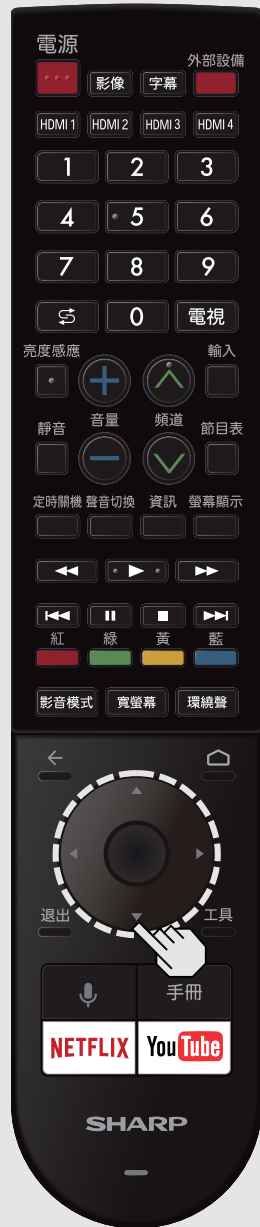 電源
外部設備
影像 字幕
HDMI 1 HDMI 2 HDMI 3 HDMI 4
1 2 3
4 5 6
7 8 9
0 電視
亮度感應 輸入
音量 頻道
靜音 節目表
定時關機 聲音切換 資訊 螢幕顯示
紅 綠 黃 藍
影音模式 寬螢幕 環繞聲
退出 工具
手冊
NETFLIX YouTube
SHARP